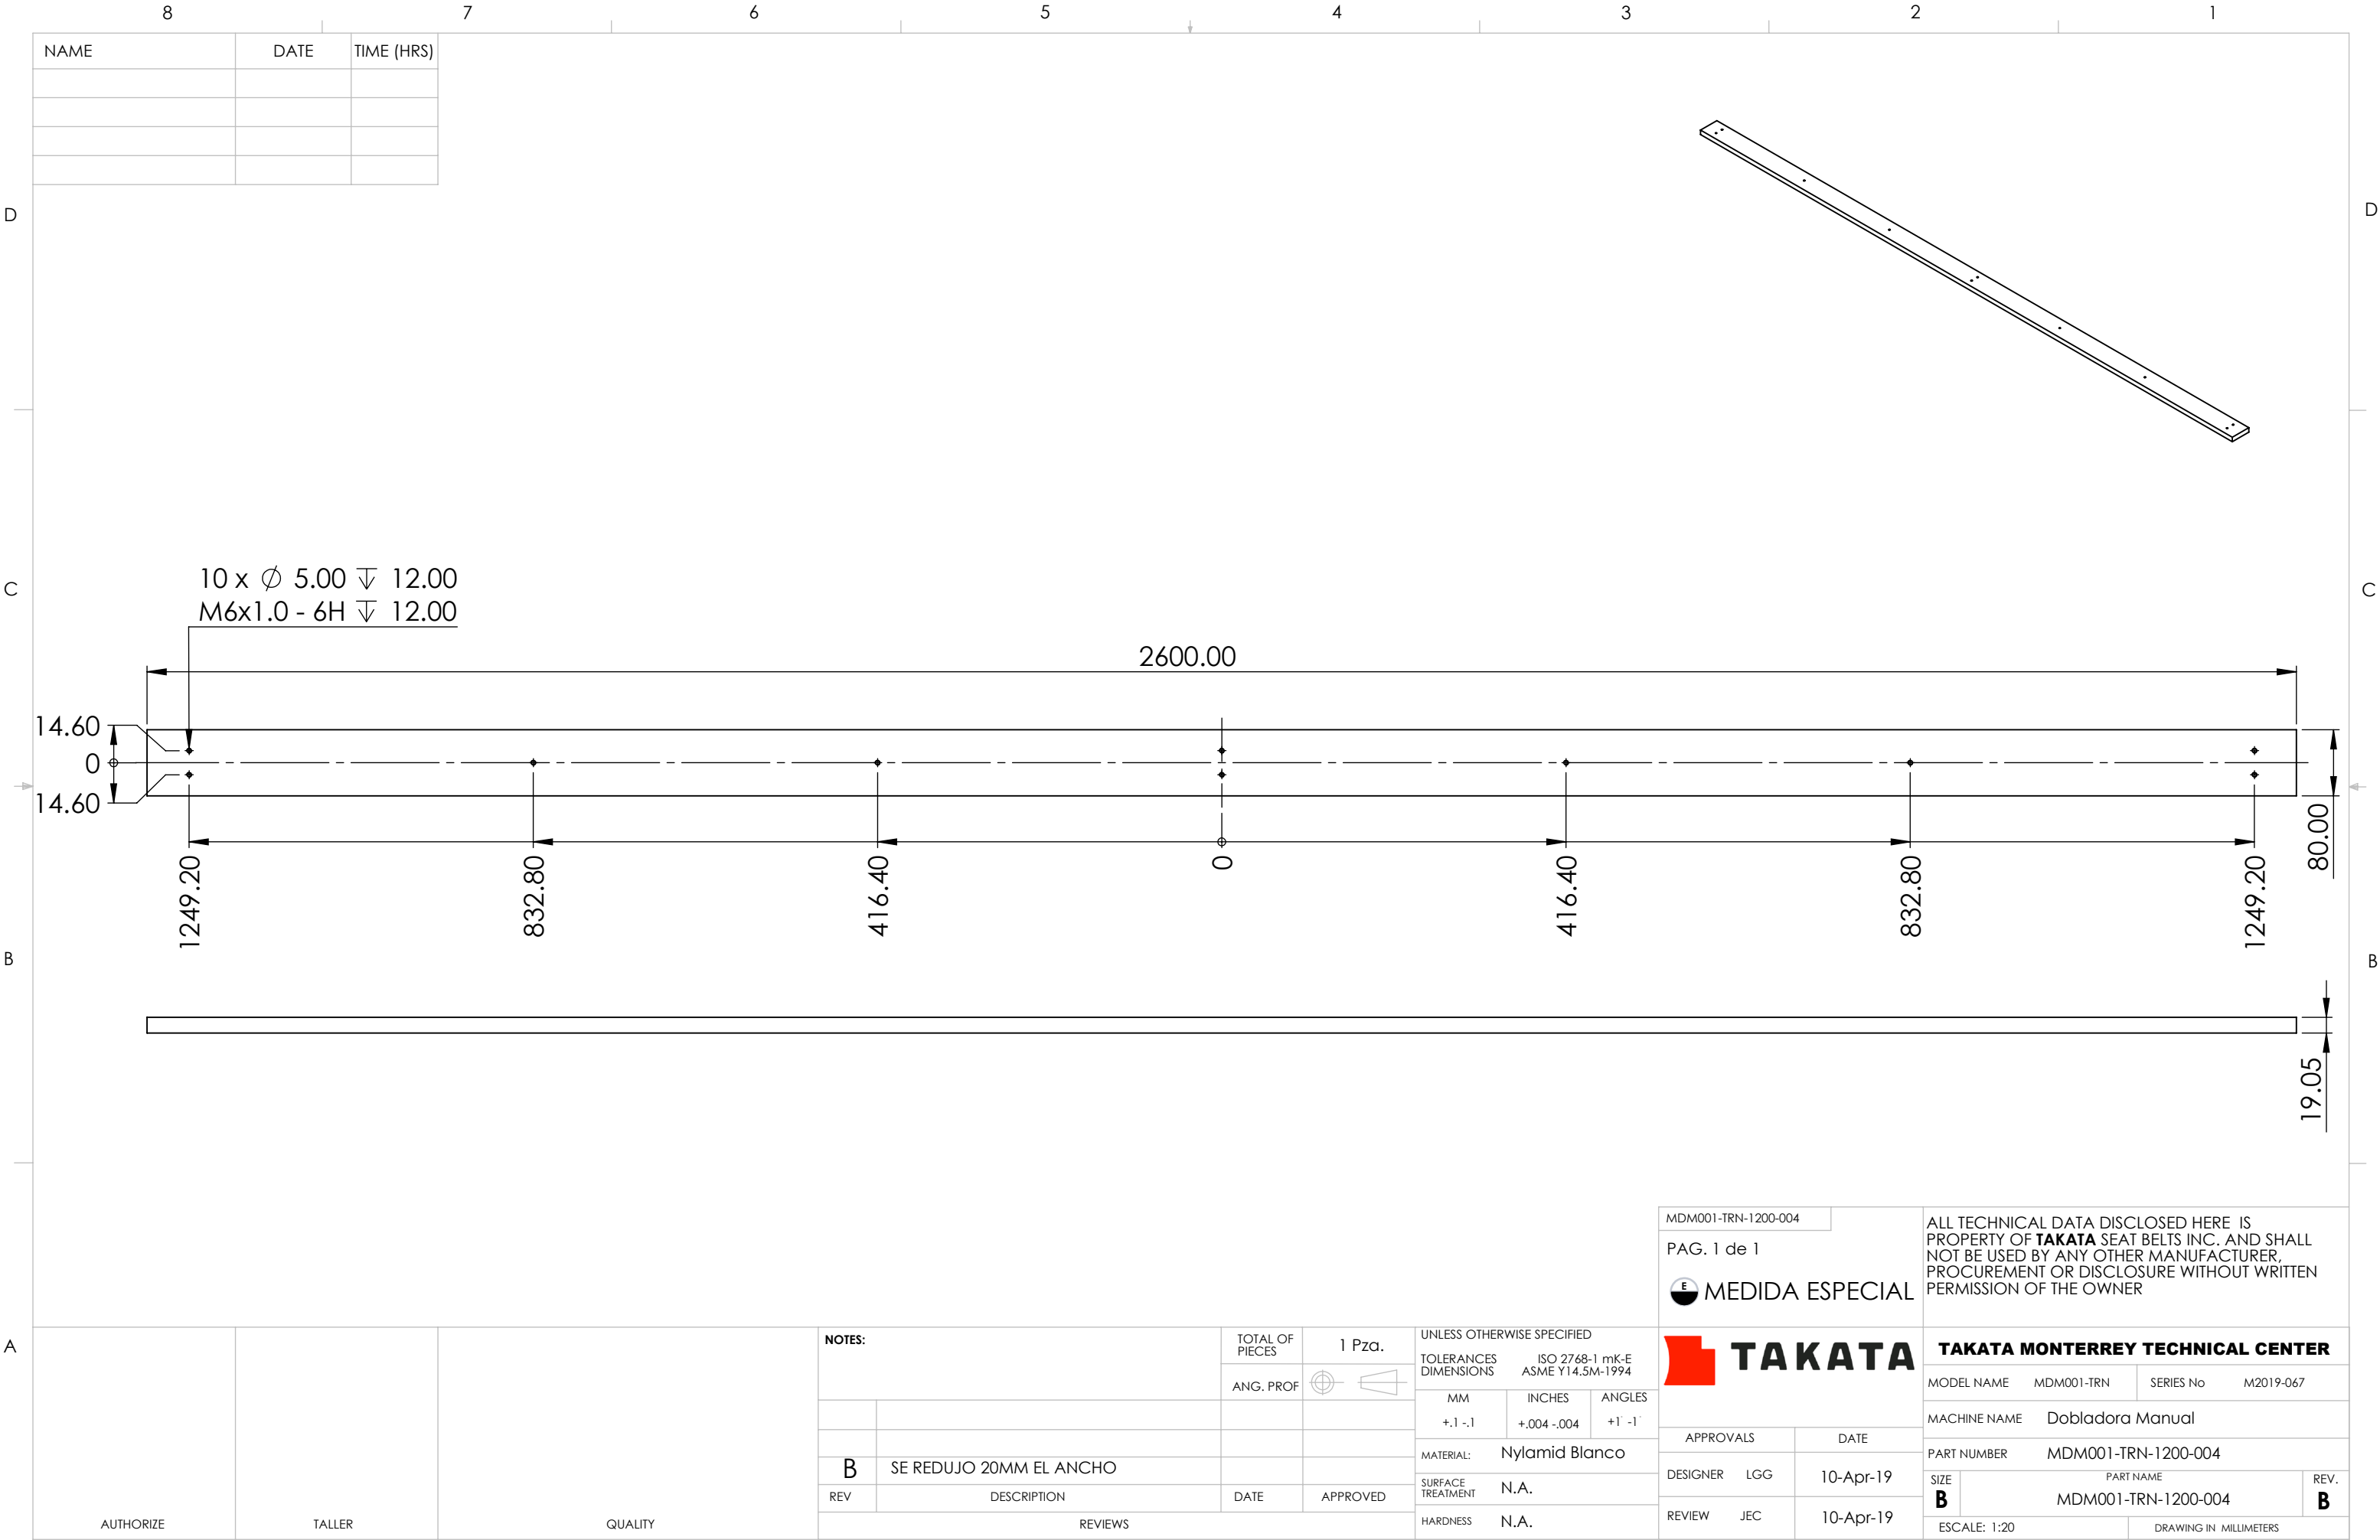 8 7 6 5 4 3 2 1
NAME DATE TIME (HRS)
D D
10 x ∅ 5.00 ↧ 12.00
M6x1.0 - 6H ↧ 12.00
C C
2600.00
14.60
0
14.60
80.00
1249.20 832.80 416.40 0 416.40 832.80 1249.20
B B
19.05
MDM001-TRN-1200-004
PAG. 1 de 1
E MEDIDA ESPECIAL
ALL TECHNICAL DATA DISCLOSED HERE IS
PROPERTY OF TAKATA SEAT BELTS INC. AND SHALL
NOT BE USED BY ANY OTHER MANUFACTURER,
PROCUREMENT OR DISCLOSURE WITHOUT WRITTEN
PERMISSION OF THE OWNER
A A
AUTHORIZE TALLER QUALITY
NOTES:
TOTAL OF
PIECES
1 Pza.
ANG. PROF
B SE REDUJO 20MM EL ANCHO
REV DESCRIPTION DATE APPROVED
REVIEWS
UNLESS OTHERWISE SPECIFIED
TOLERANCES ISO 2768-1 mK-E
DIMENSIONS ASME Y14.5M-1994
MM INCHES ANGLES
+.1 -.1 +.004 -.004 +1° -1°
MATERIAL: Nylamid Blanco
SURFACE
TREATMENT
N.A.
HARDNESS N.A.
TAKATA
APPROVALS DATE
DESIGNER LGG 10-Apr-19
REVIEW JEC 10-Apr-19
TAKATA MONTERREY TECHNICAL CENTER
MODEL NAME MDM001-TRN SERIES No M2019-067
MACHINE NAME Dobladora Manual
PART NUMBER MDM001-TRN-1200-004
SIZE PART NAME REV.
B MDM001-TRN-1200-004 B
ESCALE: 1:20 DRAWING IN MILLIMETERS